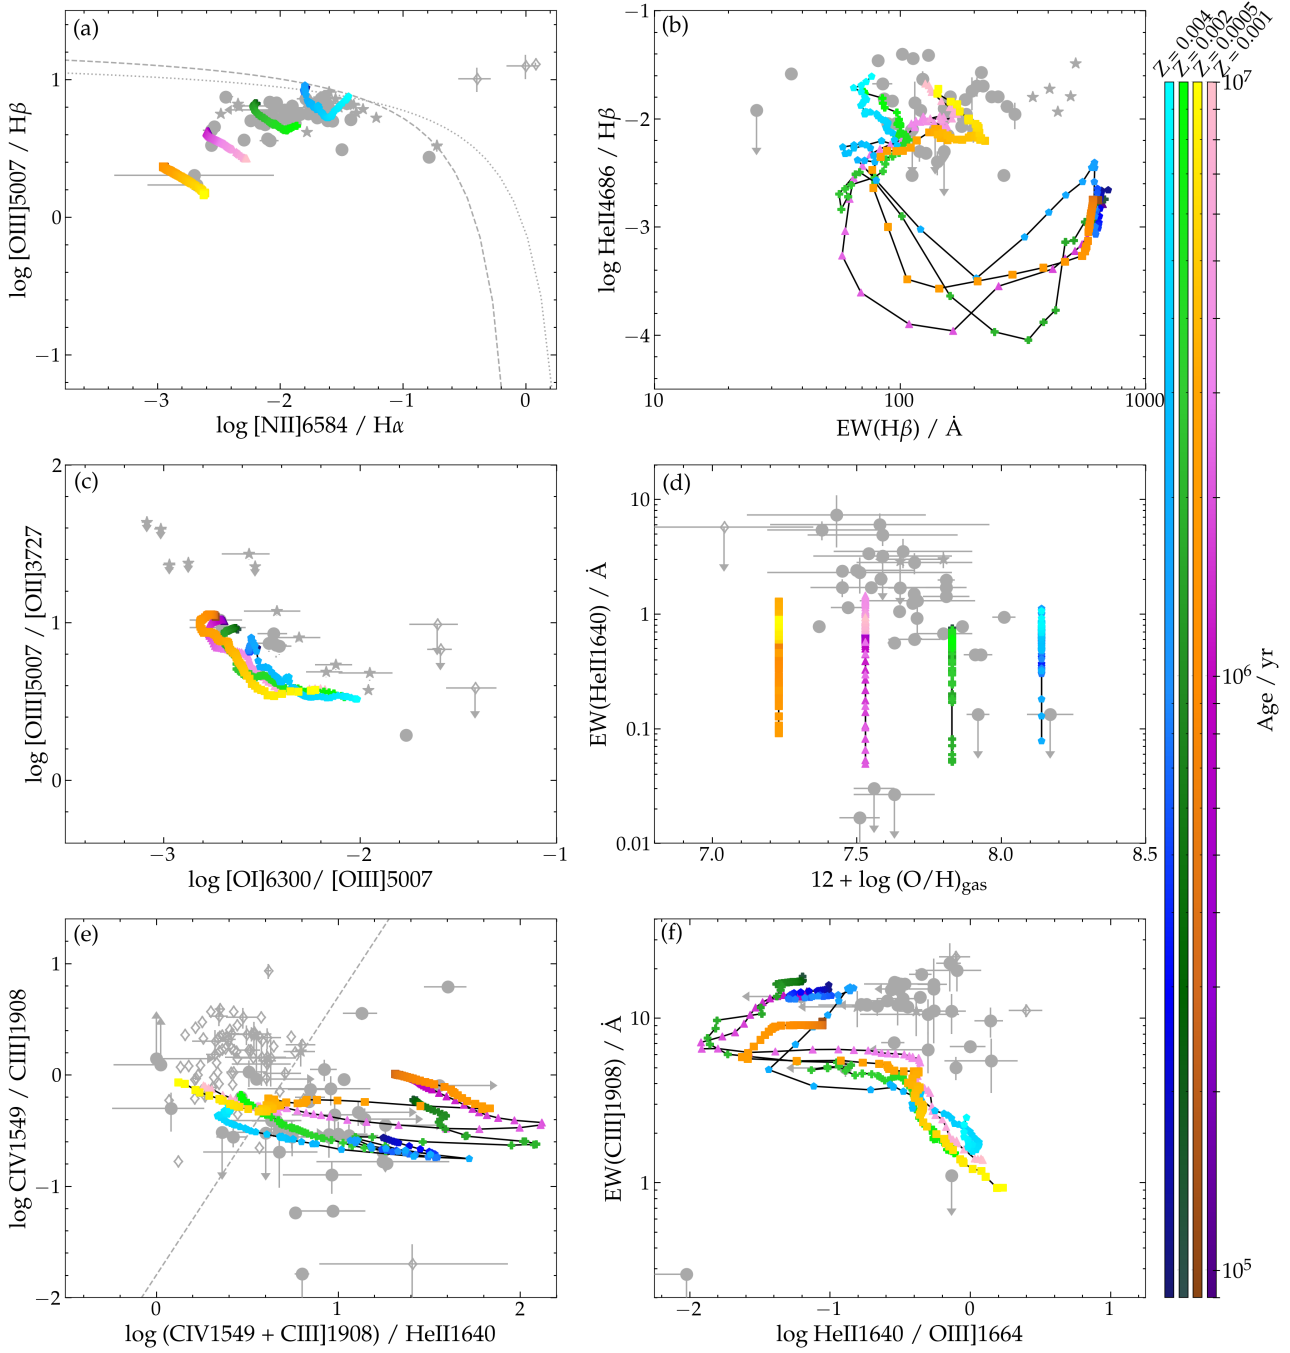 (a)
log [OIII]5007 / Hβ
1
0
−1
−3
−2
−1
0
log [NII]6584 / Hα
(b)
log HeII4686 / Hβ
−1
−2
−3
−4
10
100
1000
EW(Hβ) / Å
(c)
log [OIII]5007 / [OII]3727
2
1
0
−3
−2
−1
log [OI]6300/ [OIII]5007
(d)
EW(HeII1640) / Å
10
1
0.1
0.01
7.0
7.5
8.0
8.5
12 + log (O/H)gas
(e)
log CIV1549 / CIII]1908
1
0
−1
−2
0
1
2
log (CIV1549 + CIII]1908) / HeII1640
(f)
EW(CIII]1908) / Å
10
1
−2
−1
0
1
log HeII1640 / OIII]1664
Z = 0.004
Z = 0.002
Z = 0.0005
Z = 0.001
10⁷
10⁶
10⁵
Age / yr